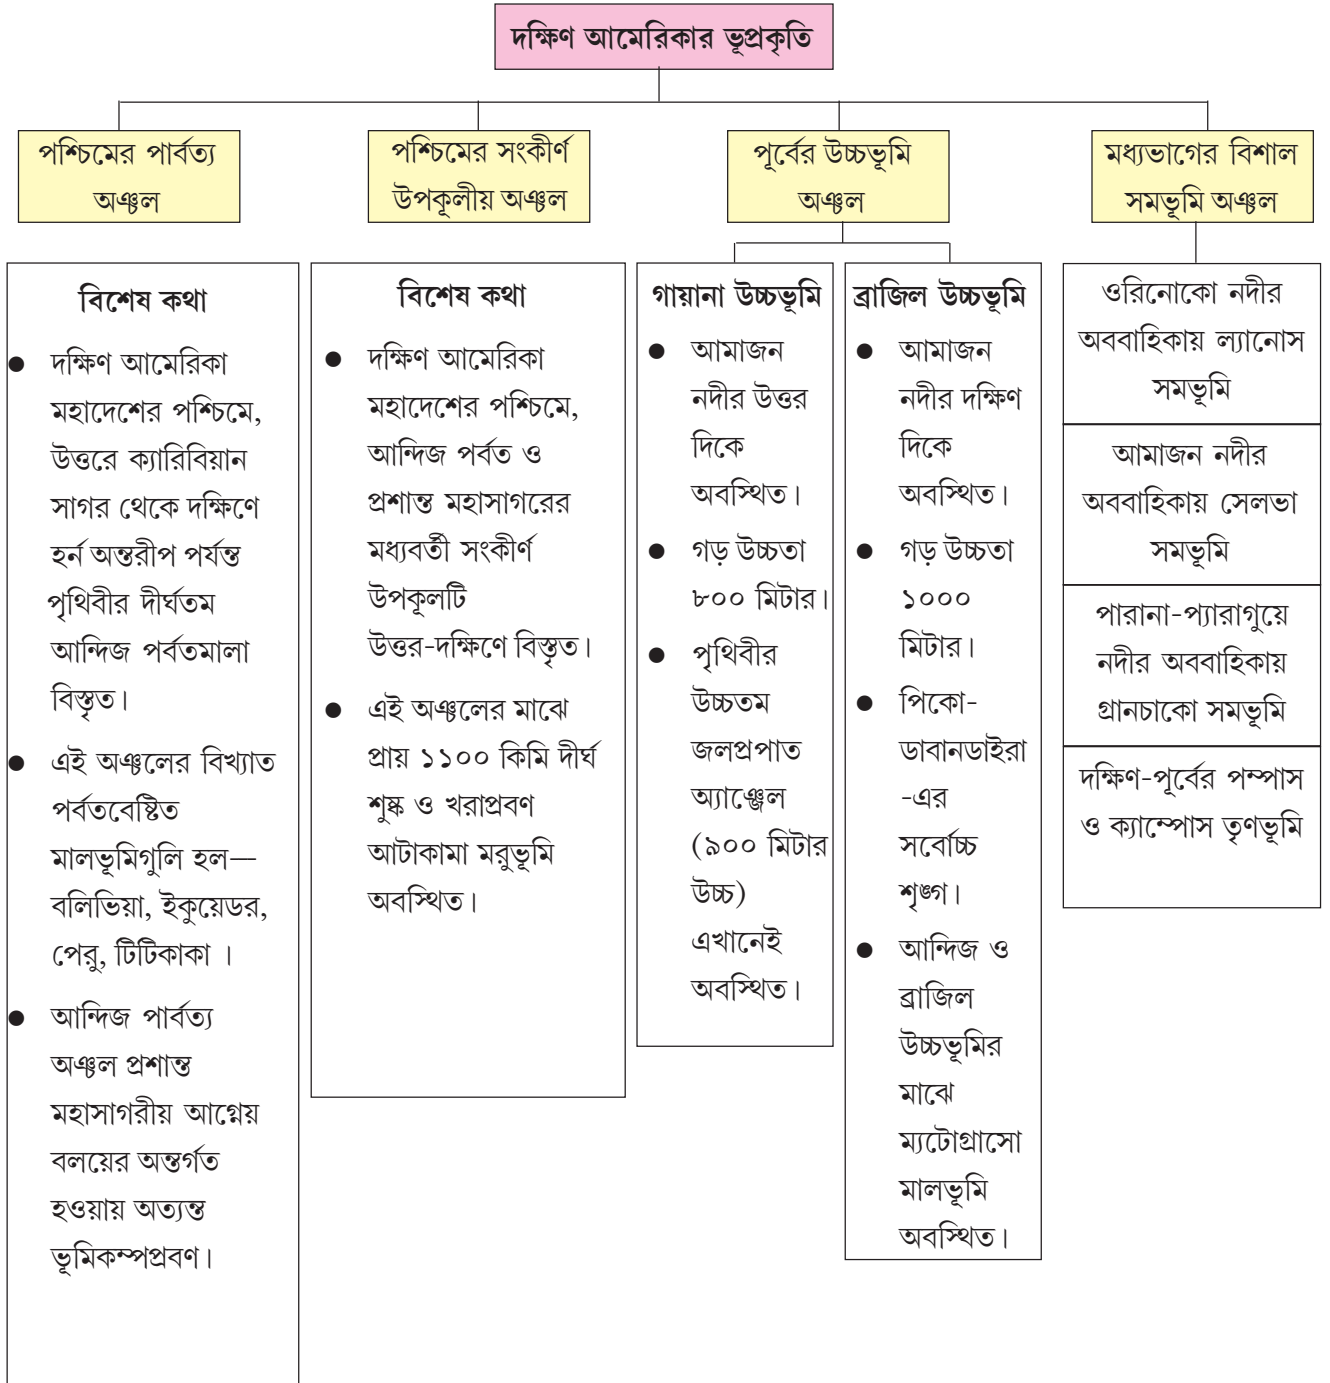 দক্ষিণ আমেরিকার ভূপ্রকৃতি
পশ্চিমের পার্বত্য
অঞ্চল
পশ্চিমের সংকীর্ণ
উপকূলীয় অঞ্চল
পূর্বের উচ্চভূমি
অঞ্চল
মধ্যভাগের বিশাল
সমভূমি অঞ্চল
বিশেষ কথা
● দক্ষিণ আমেরিকা
মহাদেশের পশ্চিমে,
উত্তরে ক্যারিবিয়ান
সাগর থেকে দক্ষিণে
হর্ন অন্তরীপ পর্যন্ত
পৃথিবীর দীর্ঘতম
আন্দিজ পর্বতমালা
বিস্তৃত।
● এই অঞ্চলের বিখ্যাত
পর্বতবেষ্টিত
মালভূমিগুলি হল—
বলিভিয়া, ইকুয়েডর,
পেরু, টিটিকাকা ।
● আন্দিজ পার্বত্য
অঞ্চল প্রশান্ত
মহাসাগরীয় আগ্নেয়
বলয়ের অন্তর্গত
হওয়ায় অত্যন্ত
ভূমিকম্পপ্রবণ।
বিশেষ কথা
● দক্ষিণ আমেরিকা
মহাদেশের পশ্চিমে,
আন্দিজ পর্বত ও
প্রশান্ত মহাসাগরের
মধ্যবর্তী সংকীর্ণ
উপকূলটি
উত্তর-দক্ষিণে বিস্তৃত।
● এই অঞ্চলের মাঝে
প্রায় ১১০০ কিমি দীর্ঘ
শুষ্ক ও খরাপ্রবণ
আটাকামা মরুভূমি
অবস্থিত।
গায়ানা উচ্চভূমি
● আমাজন
নদীর উত্তর
দিকে
অবস্থিত।
● গড় উচ্চতা
৮০০ মিটার।
● পৃথিবীর
উচ্চতম
জলপ্রপাত
অ্যাঞ্জেল
(৯০০ মিটার
উচ্চ)
এখানেই
অবস্থিত।
ব্রাজিল উচ্চভূমি
● আমাজন
নদীর দক্ষিণ
দিকে
অবস্থিত।
● গড় উচ্চতা
১০০০
মিটার।
● পিকো-
ডাবানডাইরা
-এর
সর্বোচ্চ
শৃঙ্গ।
● আন্দিজ ও
ব্রাজিল
উচ্চভূমির
মাঝে
ম্যটোগ্রাসো
মালভূমি
অবস্থিত।
ওরিনোকো নদীর
অববাহিকায় ল্যানোস
সমভূমি
আমাজন নদীর
অববাহিকায় সেলভা
সমভূমি
পারানা-প্যারাগুয়ে
নদীর অববাহিকায়
গ্রানচাকো সমভূমি
দক্ষিণ-পূর্বের পম্পাস
ও ক্যাম্পোস তৃণভূমি